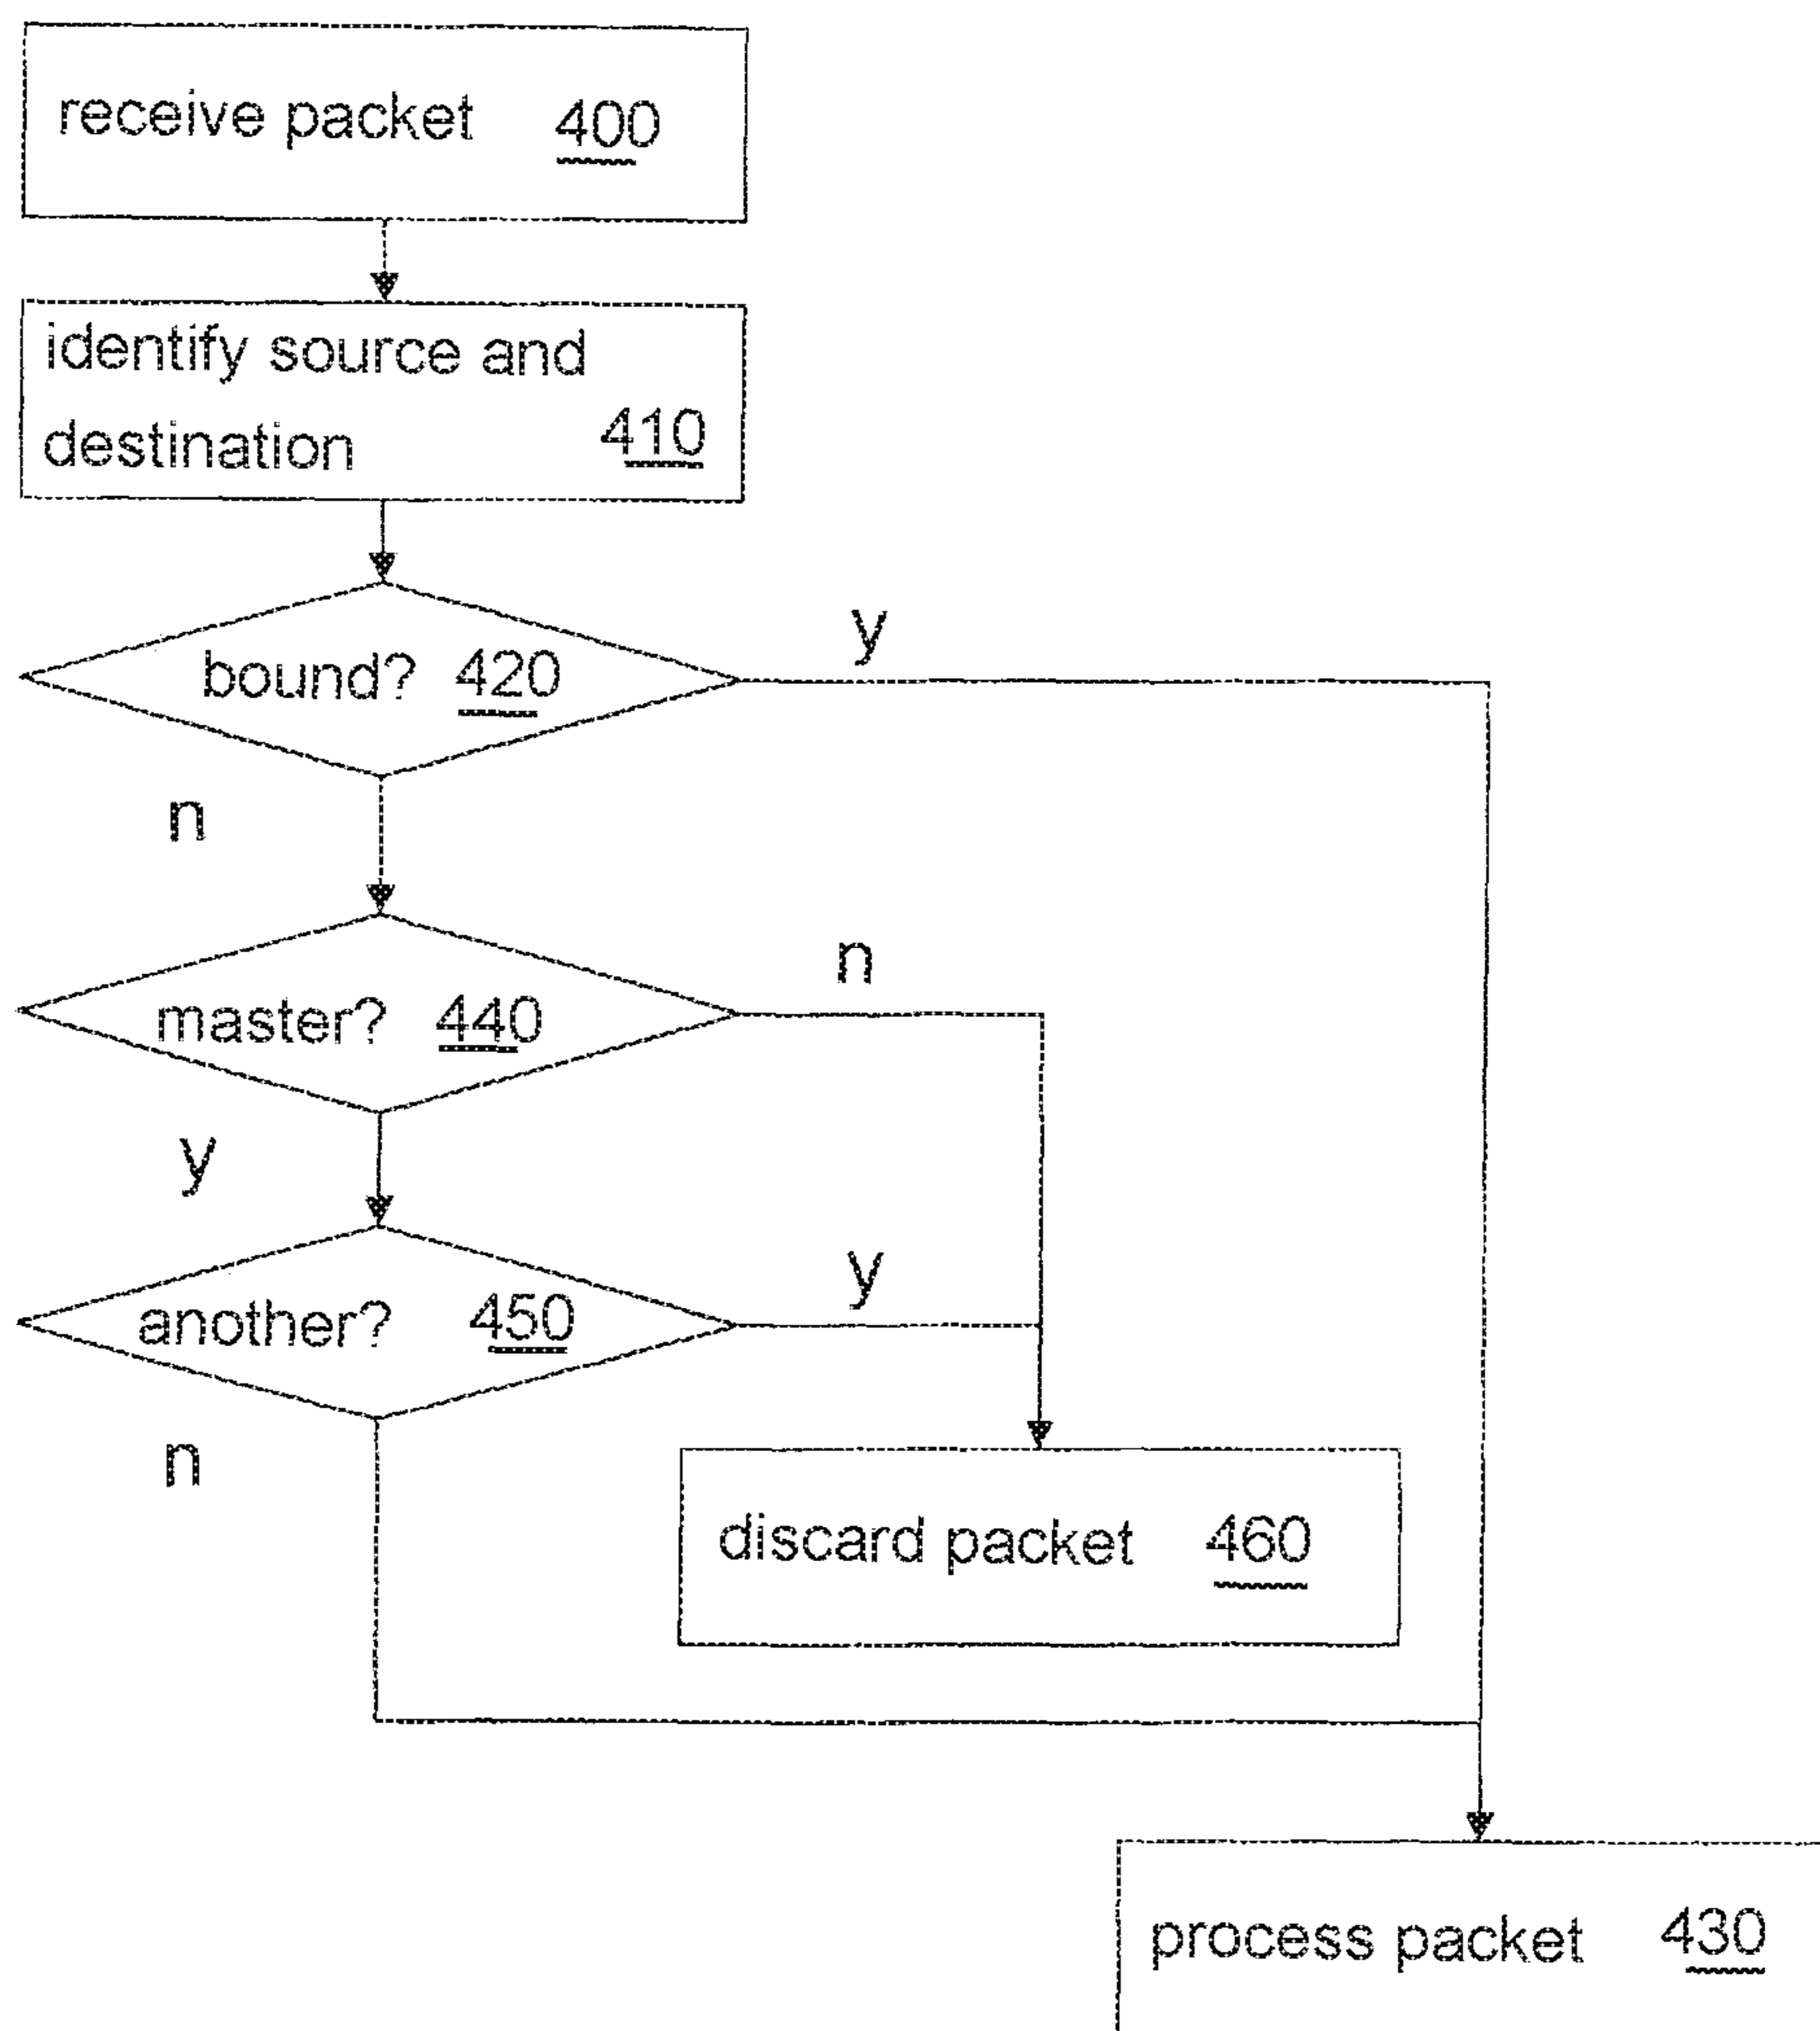 receive packet 400
identify source and
destination 410
bound? 420
y
n
master? 440
n
y
another? 450
y
n
discard packet 460
process packet 430